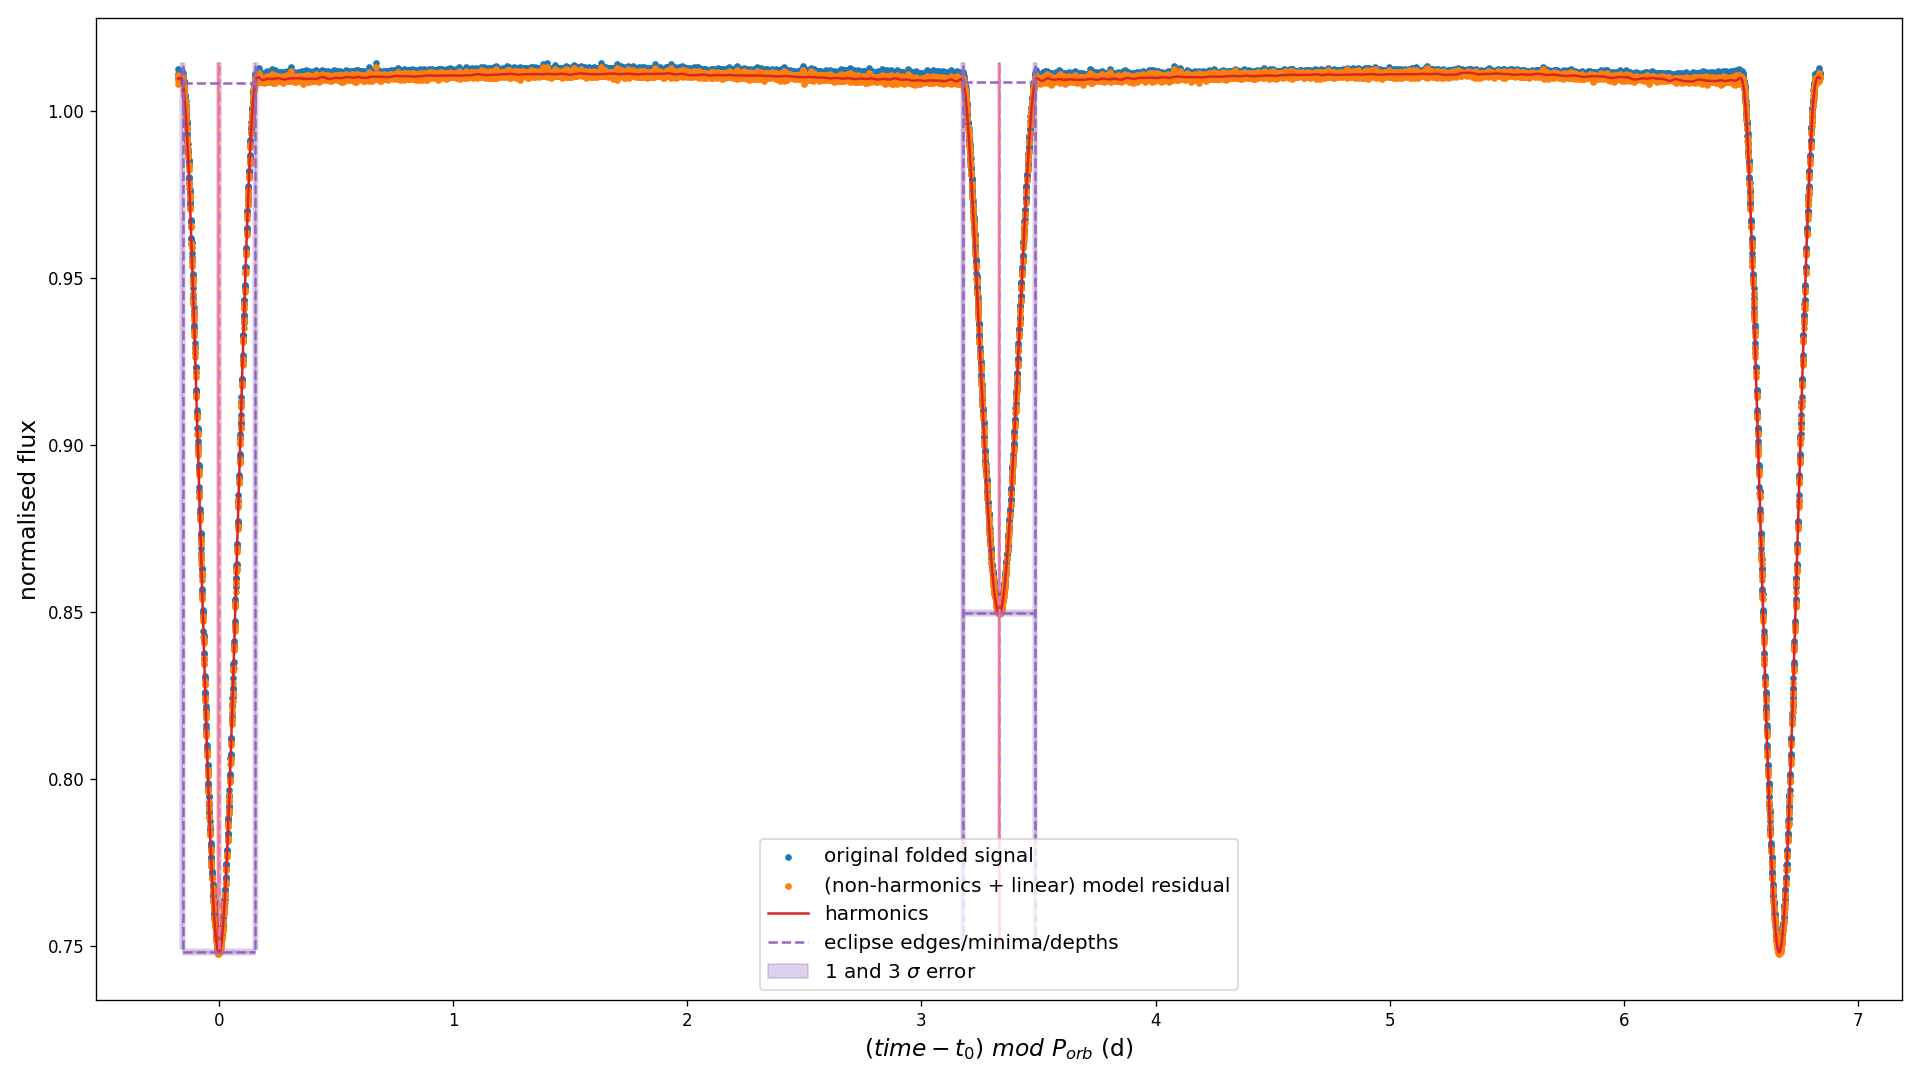 normalised flux
1.00
0.95
0.90
0.85
0.80
0.75
original folded signal
(non-harmonics + linear) model residual
harmonics
eclipse edges/minima/depths
1 and 3 σ error
0 1 2 3 4 5 6 7
(time − t₀) mod Pₒᵣb (d)